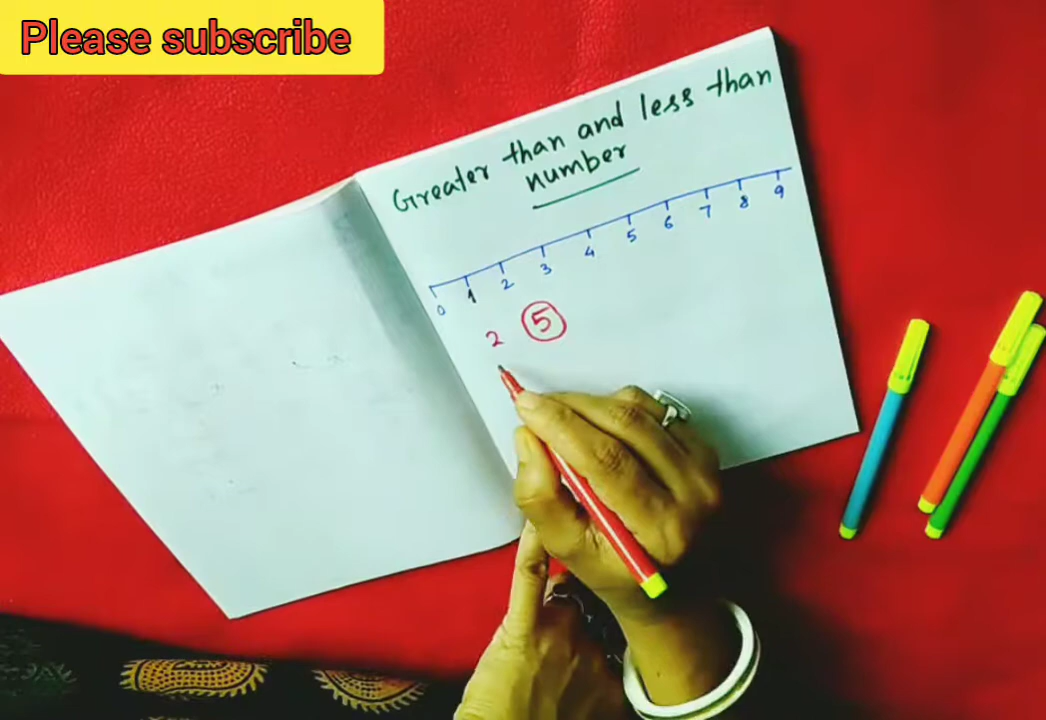 Please subscribe
Greater than and less than
number
0 1 2 3 4 5 6 7 8 9
2 5